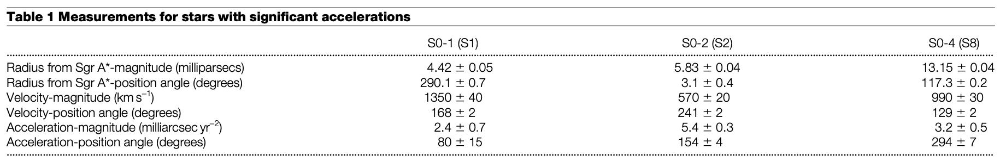 Table 1 Measurements for stars with significant accelerations
S0-1 (S1) S0-2 (S2) S0-4 (S8)
Radius from Sgr A*-magnitude (milliparsecs) 4.42 ± 0.05 5.83 ± 0.04 13.15 ± 0.04
Radius from Sgr A*-position angle (degrees) 290.1 ± 0.7 3.1 ± 0.4 117.3 ± 0.2
Velocity-magnitude (km s⁻¹) 1350 ± 40 570 ± 20 990 ± 30
Velocity-position angle (degrees) 168 ± 2 241 ± 2 129 ± 2
Acceleration-magnitude (milliarcsec yr⁻²) 2.4 ± 0.7 5.4 ± 0.3 3.2 ± 0.5
Acceleration-position angle (degrees) 80 ± 15 154 ± 4 294 ± 7